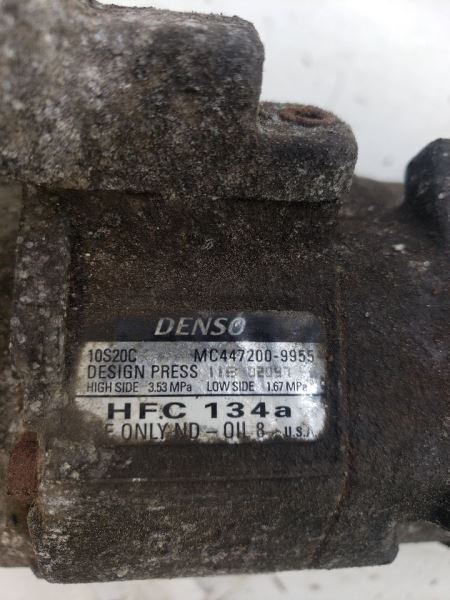 DENSO
10S20C MC447200-9955
DESIGN PRESS
HIGH SIDE 3.53 MPa LOW SIDE 1.67 MPa
HFC 134a
E ONLY ND-OIL 8 U.S.A